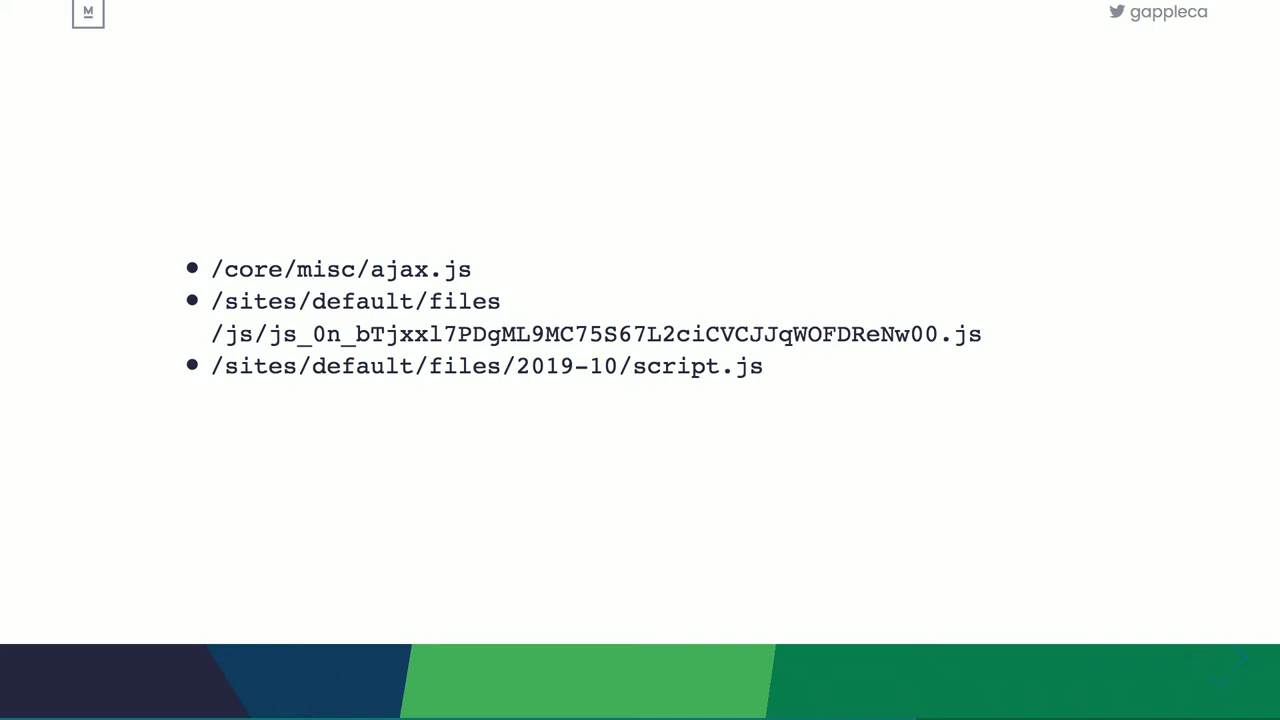 M
gappleca
• /core/misc/ajax.js
• /sites/default/files
/js/js_0n_bTjxxl7PDgML9MC75S67L2ciCVCJJqWOFDReNw00.js
• /sites/default/files/2019-10/script.js